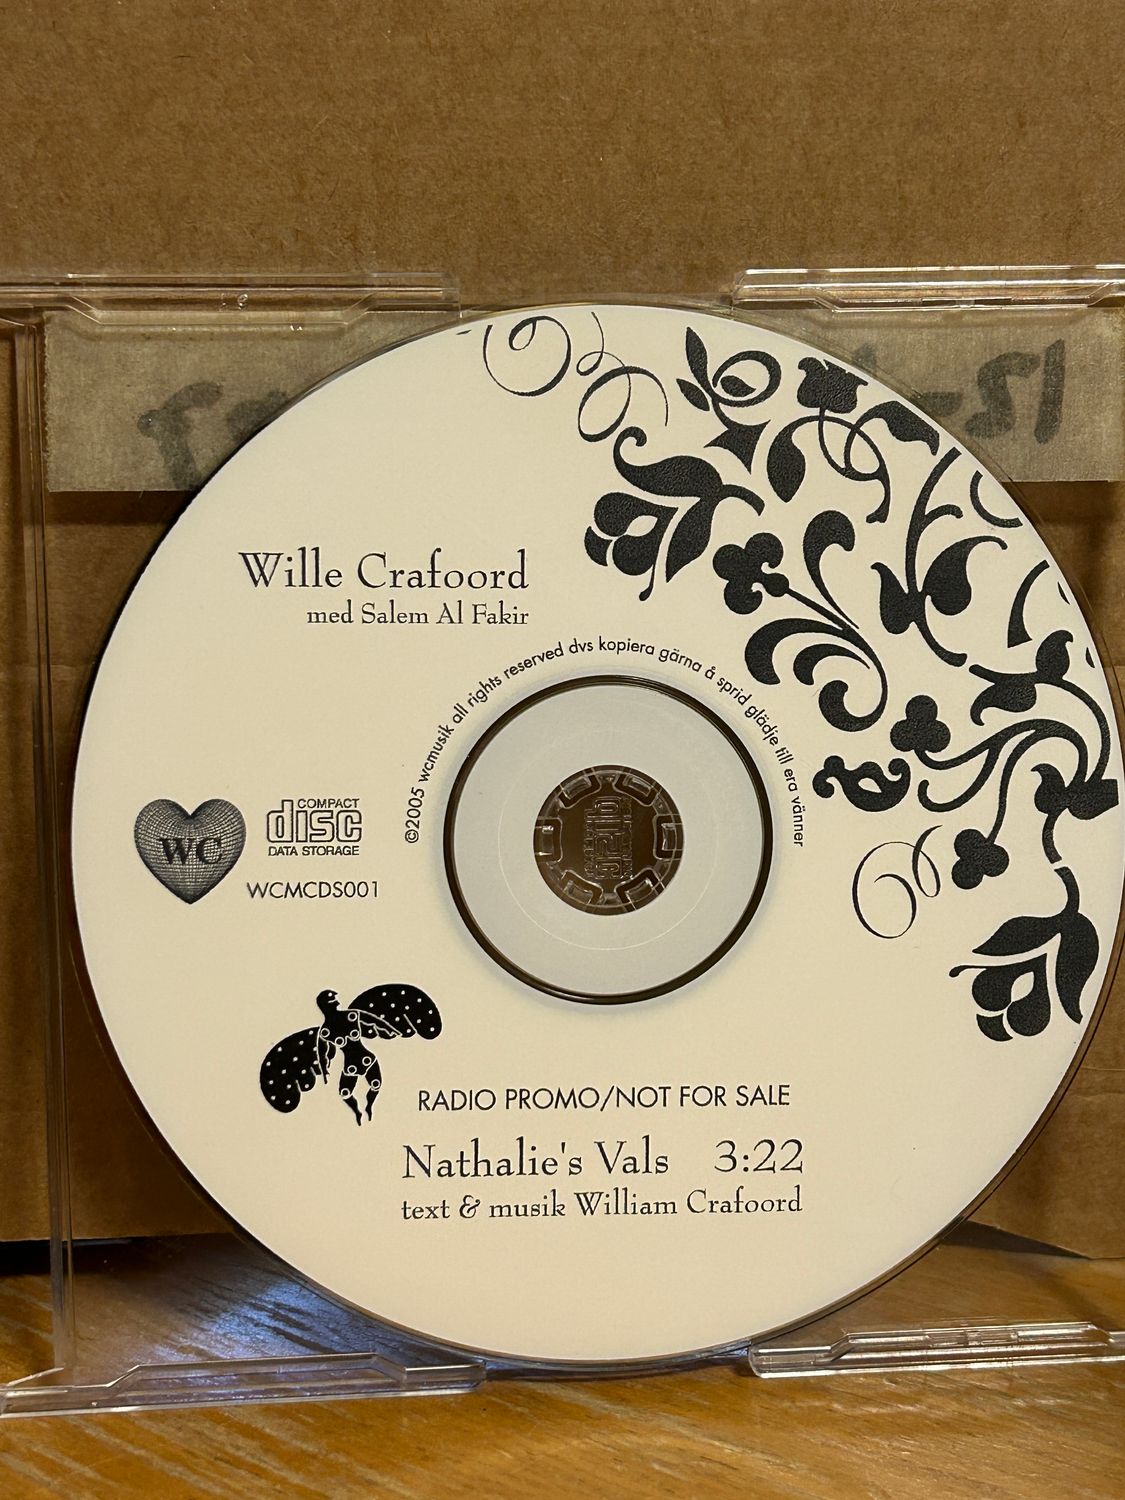 Wille Crafoord
med Salem Al Fakir
©2005 wcmusik all rights reserved dvs kopiera gärna å sprid glädje till era vänner
WC
COMPACT
disc
DATA STORAGE
WCMCDS001
RADIO PROMO/NOT FOR SALE
Nathalie's Vals 3:22
text & musik William Crafoord